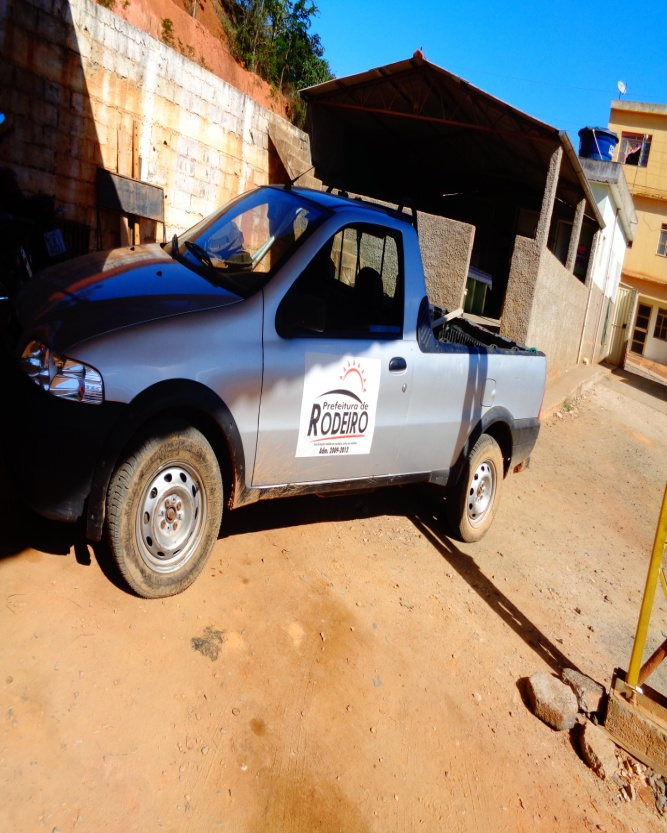 Prefeitura de
RODEIRO
Adm. 2009-2012